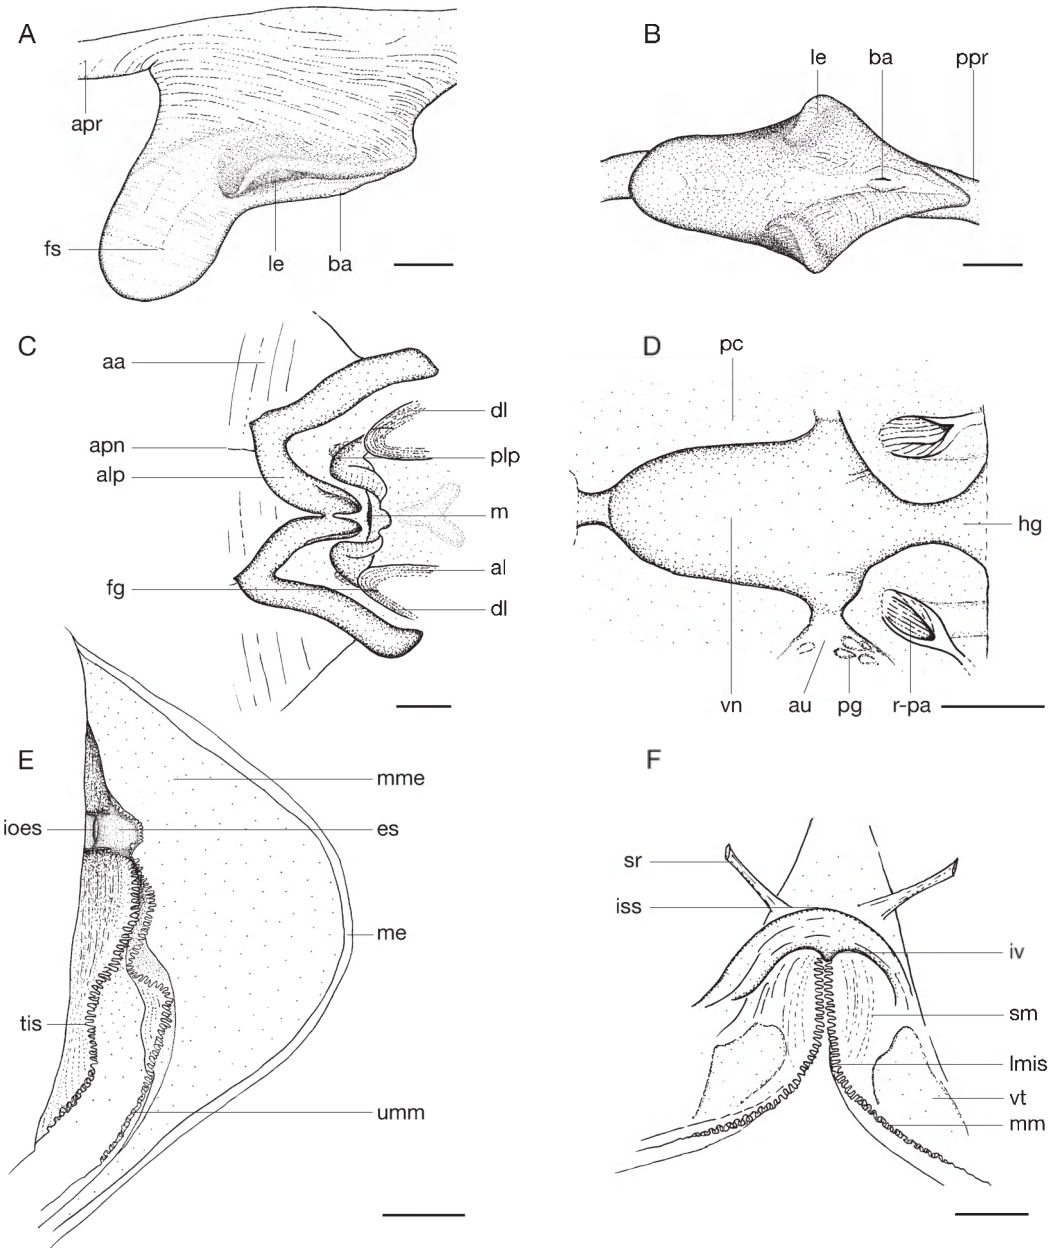 A
apr
fs
le
ba
B
le
ba
ppr
C
aa
apn
alp
fg
dl
plp
m
al
dl
D
pc
hg
vn
au
pg
r-pa
E
ioes
tis
mme
es
me
umm
F
sr
iss
iv
sm
lmis
vt
mm